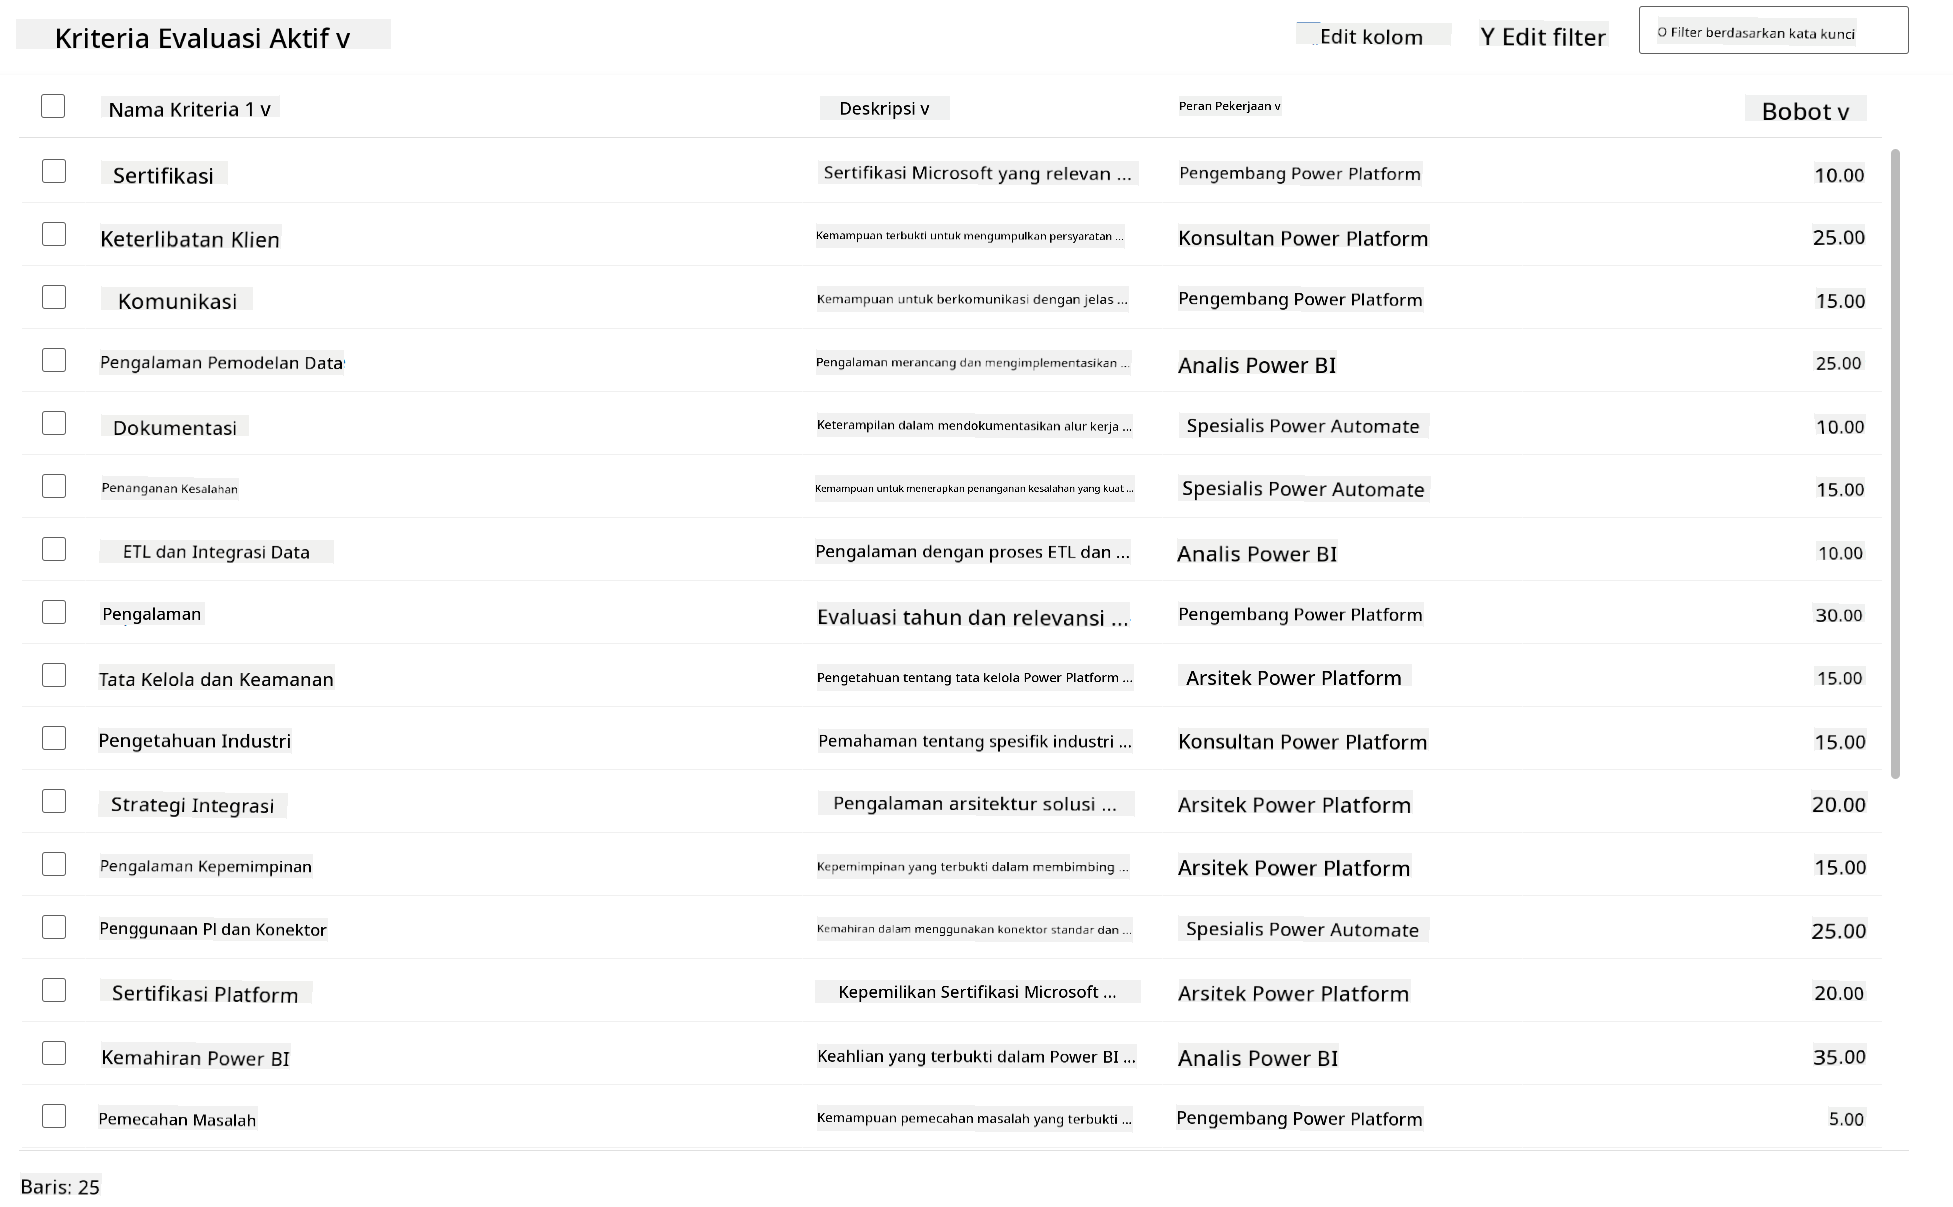 Kriteria Evaluasi Aktif v
Edit kolom Y Edit filter O Filter berdasarkan kata kunci
Nama Kriteria 1 v Deskripsi v Peran Pekerjaan v Bobot v
Sertifikasi Sertifikasi Microsoft yang relevan ... Pengembang Power Platform 10.00
Keterlibatan Klien Kemampuan terbukti untuk mengumpulkan persyaratan ... Konsultan Power Platform 25.00
Komunikasi Kemampuan untuk berkomunikasi dengan jelas ... Pengembang Power Platform 15.00
Pengalaman Pemodelan Data Pengalaman merancang dan mengimplementasikan ... Analis Power BI 25.00
Dokumentasi Keterampilan dalam mendokumentasikan alur kerja ... Spesialis Power Automate 10.00
Penanganan Kesalahan Kemampuan untuk menerapkan penanganan kesalahan yang kuat ... Spesialis Power Automate 15.00
ETL dan Integrasi Data Pengalaman dengan proses ETL dan ... Analis Power BI 10.00
Pengalaman Evaluasi tahun dan relevansi ... Pengembang Power Platform 30.00
Tata Kelola dan Keamanan Pengetahuan tentang tata kelola Power Platform ... Arsitek Power Platform 15.00
Pengetahuan Industri Pemahaman tentang spesifik industri ... Konsultan Power Platform 15.00
Strategi Integrasi Pengalaman arsitektur solusi ... Arsitek Power Platform 20.00
Pengalaman Kepemimpinan Kepemimpinan yang terbukti dalam membimbing ... Arsitek Power Platform 15.00
Penggunaan PI dan Konektor Kemahiran dalam menggunakan konektor standar dan ... Spesialis Power Automate 25.00
Sertifikasi Platform Kepemilikan Sertifikasi Microsoft ... Arsitek Power Platform 20.00
Kemahiran Power BI Keahlian yang terbukti dalam Power BI ... Analis Power BI 35.00
Pemecahan Masalah Kemampuan pemecahan masalah yang terbukti ... Pengembang Power Platform 5.00
Baris: 25